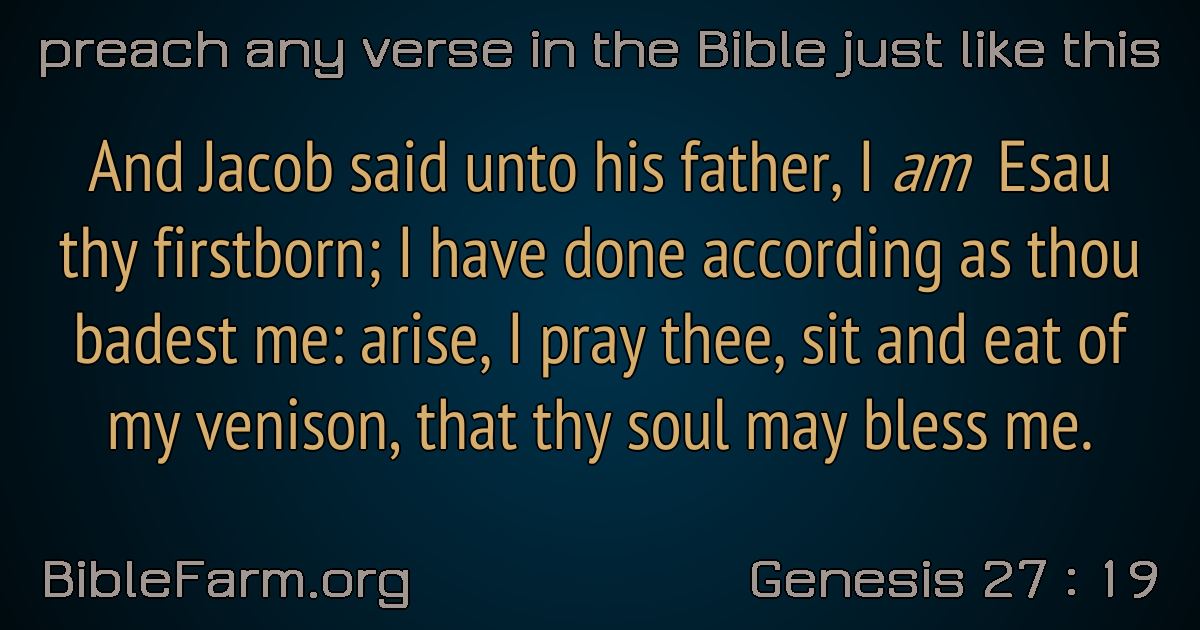 preach any verse in the Bible just like this
And Jacob said unto his father, I am Esau
thy firstborn; I have done according as thou
badest me: arise, I pray thee, sit and eat of
my venison, that thy soul may bless me.
BibleFarm.org
Genesis 27 : 19